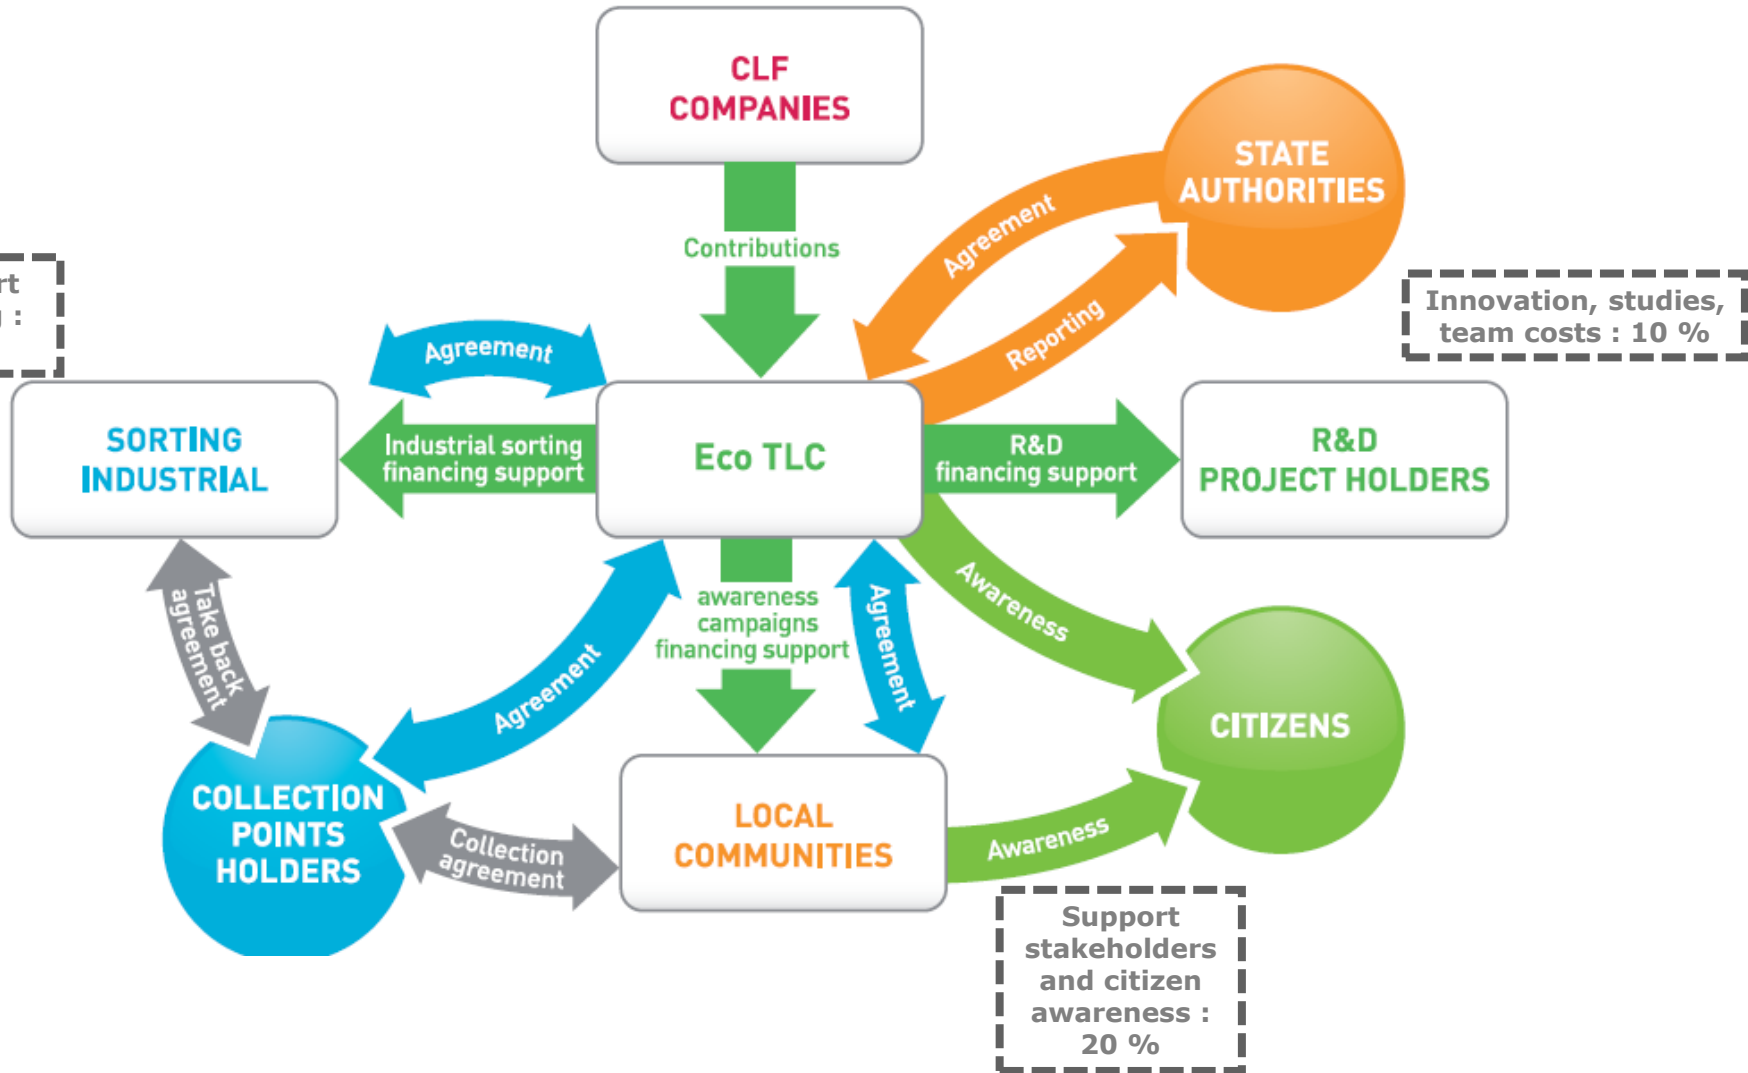 CLF
COMPANIES
STATE
AUTHORITIES
Contributions
Agreement
Reporting
Innovation, studies,
team costs : 10 %
Agreement
SORTING
INDUSTRIAL
Industrial sorting
financing support
Eco TLC
R&D
financing support
R&D
PROJECT HOLDERS
Take back
agreement
Agreement
awareness
campaigns
financing support
Agreement
Awareness
CITIZENS
COLLECTION
POINTS
HOLDERS
Collection
agreement
LOCAL
COMMUNITIES
Awareness
Support
stakeholders
and citizen
awareness :
20 %